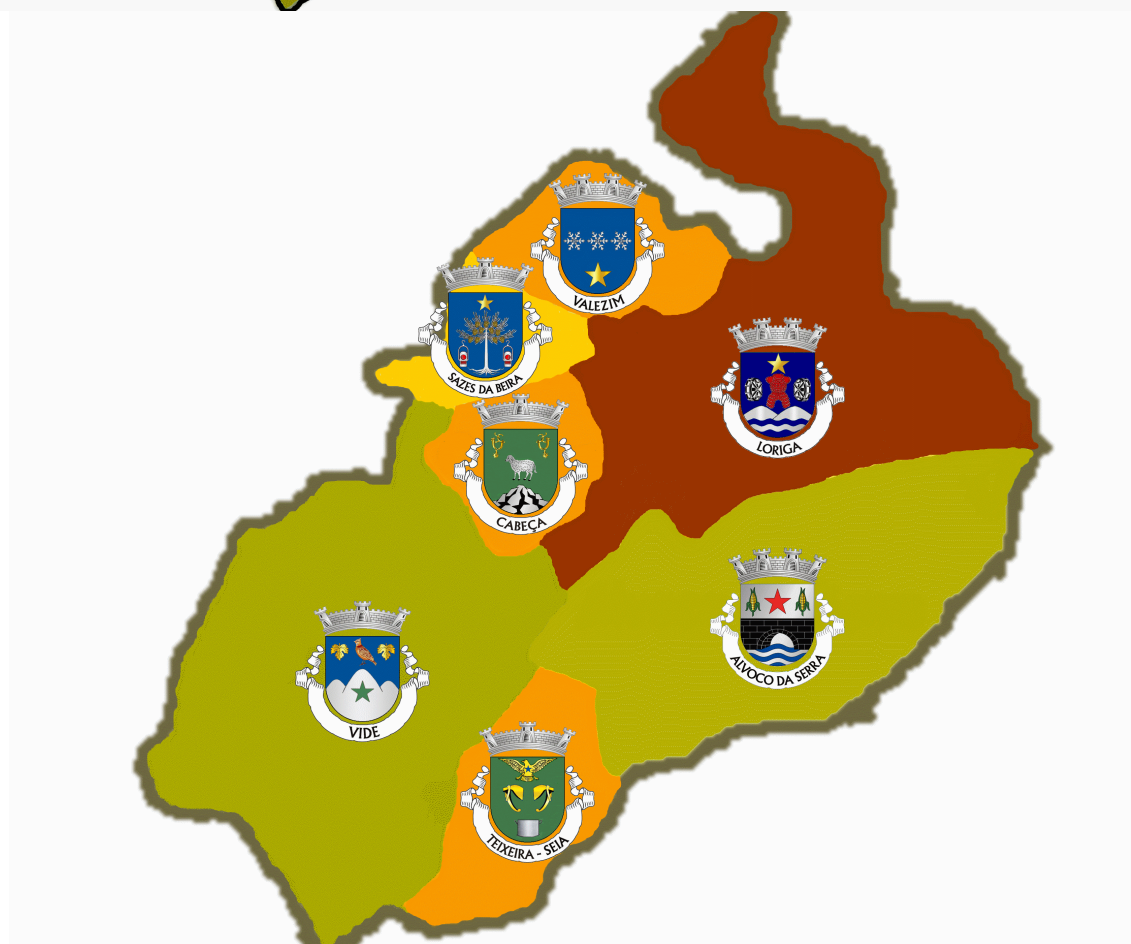 VALEZIM
SAZES DA BEIRA
LORIGA
CABEÇA
ALVOCO DA SERRA
VIDE
TEIXEIRA - SEIA